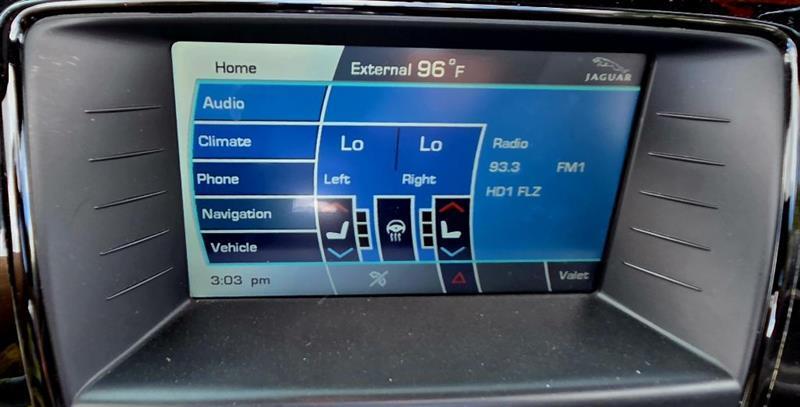 Home
External 96°F
JAGUAR
Audio
Climate
Phone
Navigation
Vehicle
Lo Lo
Left Right
Radio
93.3 FM1
HD1 FLZ
3:03 pm
Valet